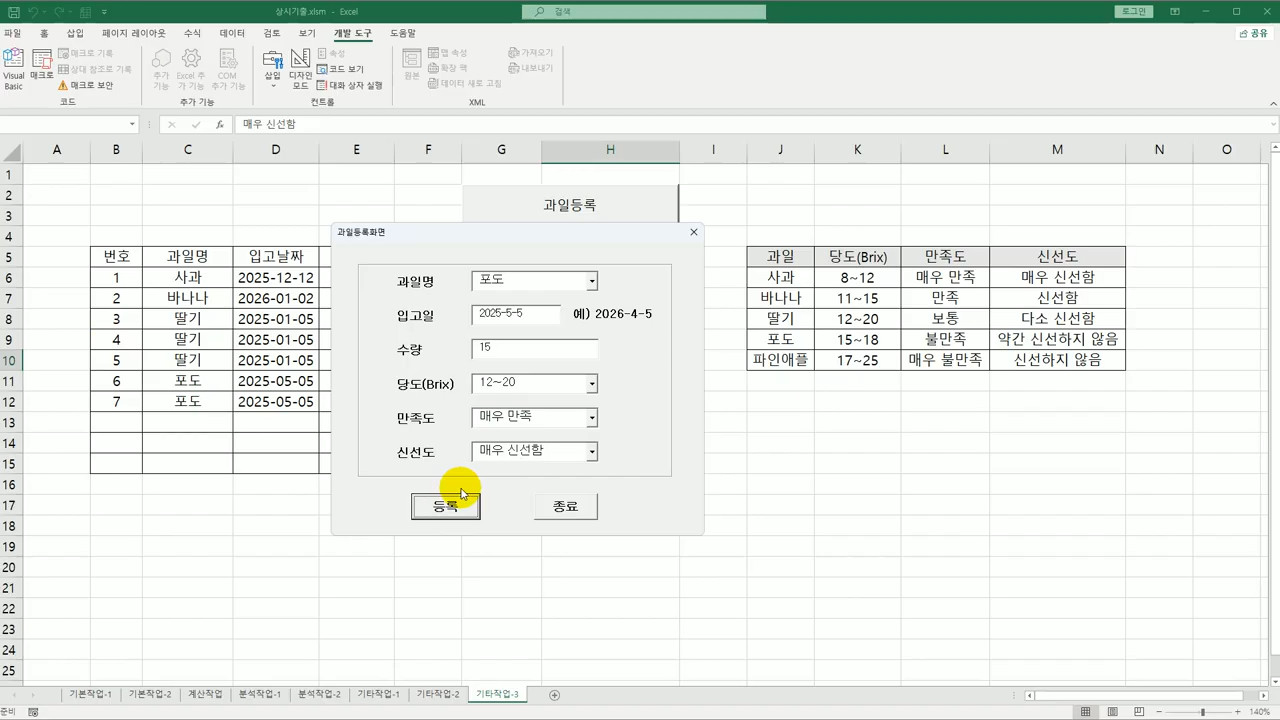 상시기출.xlsm - Excel
검색
로그인
파일 홈 삽입 페이지 레이아웃 수식 데이터 검토 보기 개발 도구 도움말
공유
Visual Basic
매크로
매크로 기록
상대 참조로 기록
매크로 보안
코드
추가 기능
Excel 추가 기능
COM 추가 기능
추가 기능
삽입
디자인 모드
속성
코드 보기
대화 상자 실행
컨트롤
원본
맵 속성
확장 팩
데이터 새로 고침
가져오기
내보내기
XML
fx 매우 신선함
A B C D E F G H I J K L M N O
1
2
3
4
5
6
7
8
9
10
11
12
13
14
15
16
17
18
19
20
21
22
23
24
25
과일등록
번호 과일명 입고날짜
1 사과 2025-12-12
2 바나나 2026-01-02
3 딸기 2025-01-05
4 딸기 2025-01-05
5 딸기 2025-01-05
6 포도 2025-05-05
7 포도 2025-05-05
과일등록화면
과일명 포도
입고일 2025-5-5 예) 2026-4-5
수량 15
당도(Brix) 12~20
만족도 매우 만족
신선도 매우 신선함
등록 종료
과일 당도(Brix) 만족도 신선도
사과 8~12 매우 만족 매우 신선함
바나나 11~15 만족 신선함
딸기 12~20 보통 다소 신선함
포도 15~18 불만족 약간 신선하지 않음
파인애플 17~25 매우 불만족 신선하지 않음
기본작업-1 기본작업-2 계산작업 분석작업-1 분석작업-2 기타작업-1 기타작업-2 기타작업-3
준비
140%